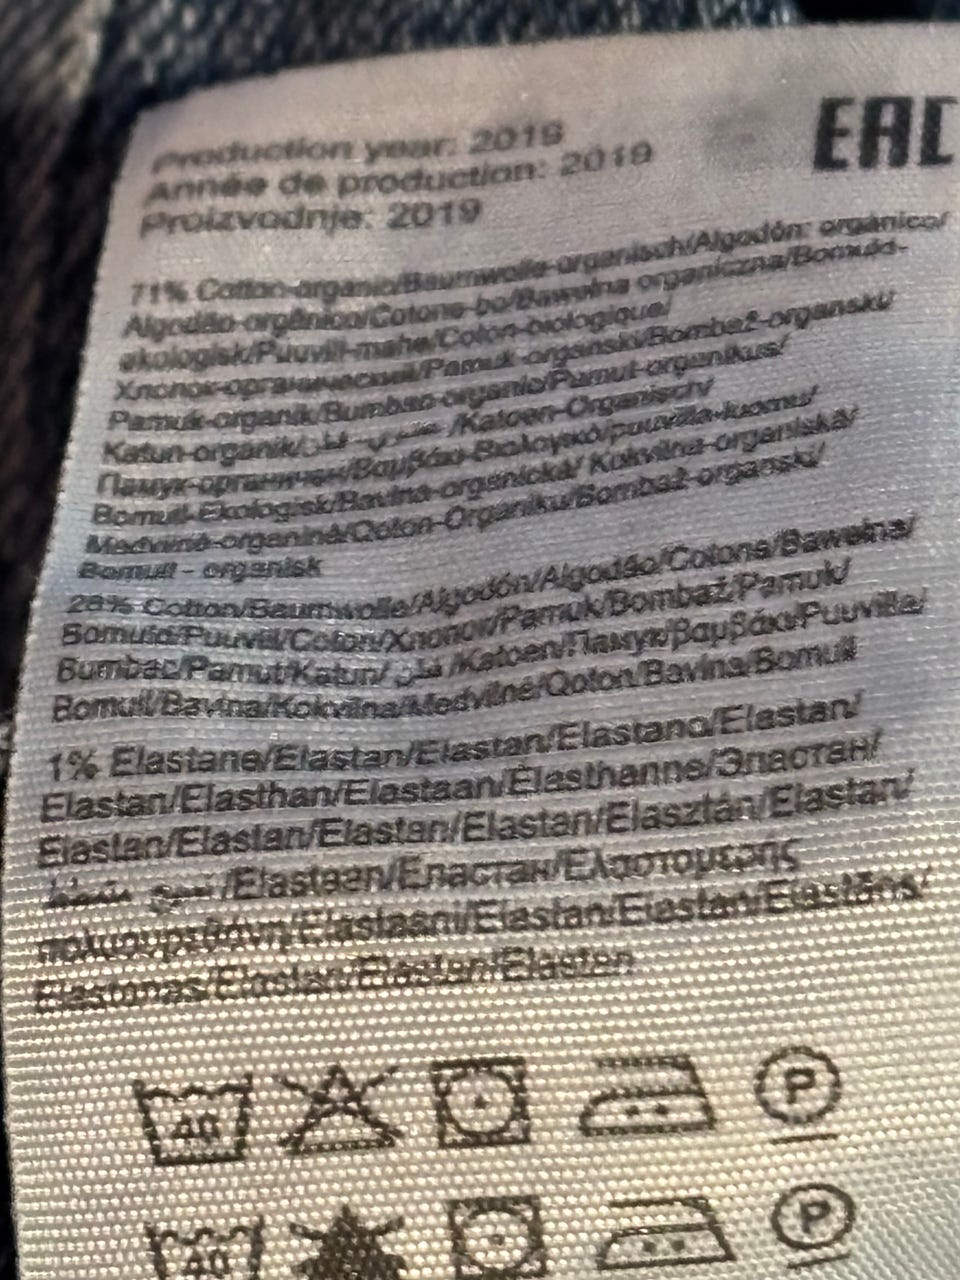 EAC
Production year: 2019
Année de production: 2019
Proizvodnje: 2019
71% Cotton-organic/Baumwolle-organisch/Algodón: orgánico/
Algodão-orgânico/Cotone-bo/Bawełna organiczna/Bomuld-
økologisk/Puuvill-mahe/Coton-biologique/
Хлопок-органический/Pamuk-organski/Bombaž-organski/
Pamuk-organik/Bumbac-organic/Pamut-organikus/
Katun-organik/ /Katoen-Organisch/
Памук-органичен/Βαμβάκι-Βιολογικό/puuvilla-luomu/
Bomull-Ekologisk/Bavlna-organická/ Kokvilna-organiskā/
Medvilnė-organinė/Qoton-Organiku/Bombaž-organski/
Bomull - organisk
28% Cotton/Baumwolle/Algodón/Algodão/Cotone/Bawełna/
Bomuld/Puuvill/Coton/Хлопок/Pamuk/Bombaž/Pamuk/
Bumbac/Pamut/Katun/ قطن /Katoen/Памук/βαμβάκι/Puuvilla/
Bomull/Bavlna/Kokvilna/Medvilnė/Qoton/Bavlna/Bomull
1% Elastane/Elastan/Elastan/Elastano/Elastan/
Elastan/Elasthan/Elastaan/Élasthanne/Эластан/
Elastan/Elastan/Elastan/Elastan/Elasztán/Elastan/
/Elastaan/Еластан/Ελαστομερής
πολυουρεθάνη/Elastaani/Elastan/Elastan/Elastāns/
Elastanas/Elastan/Elastan/Elastan
40 P
40 P